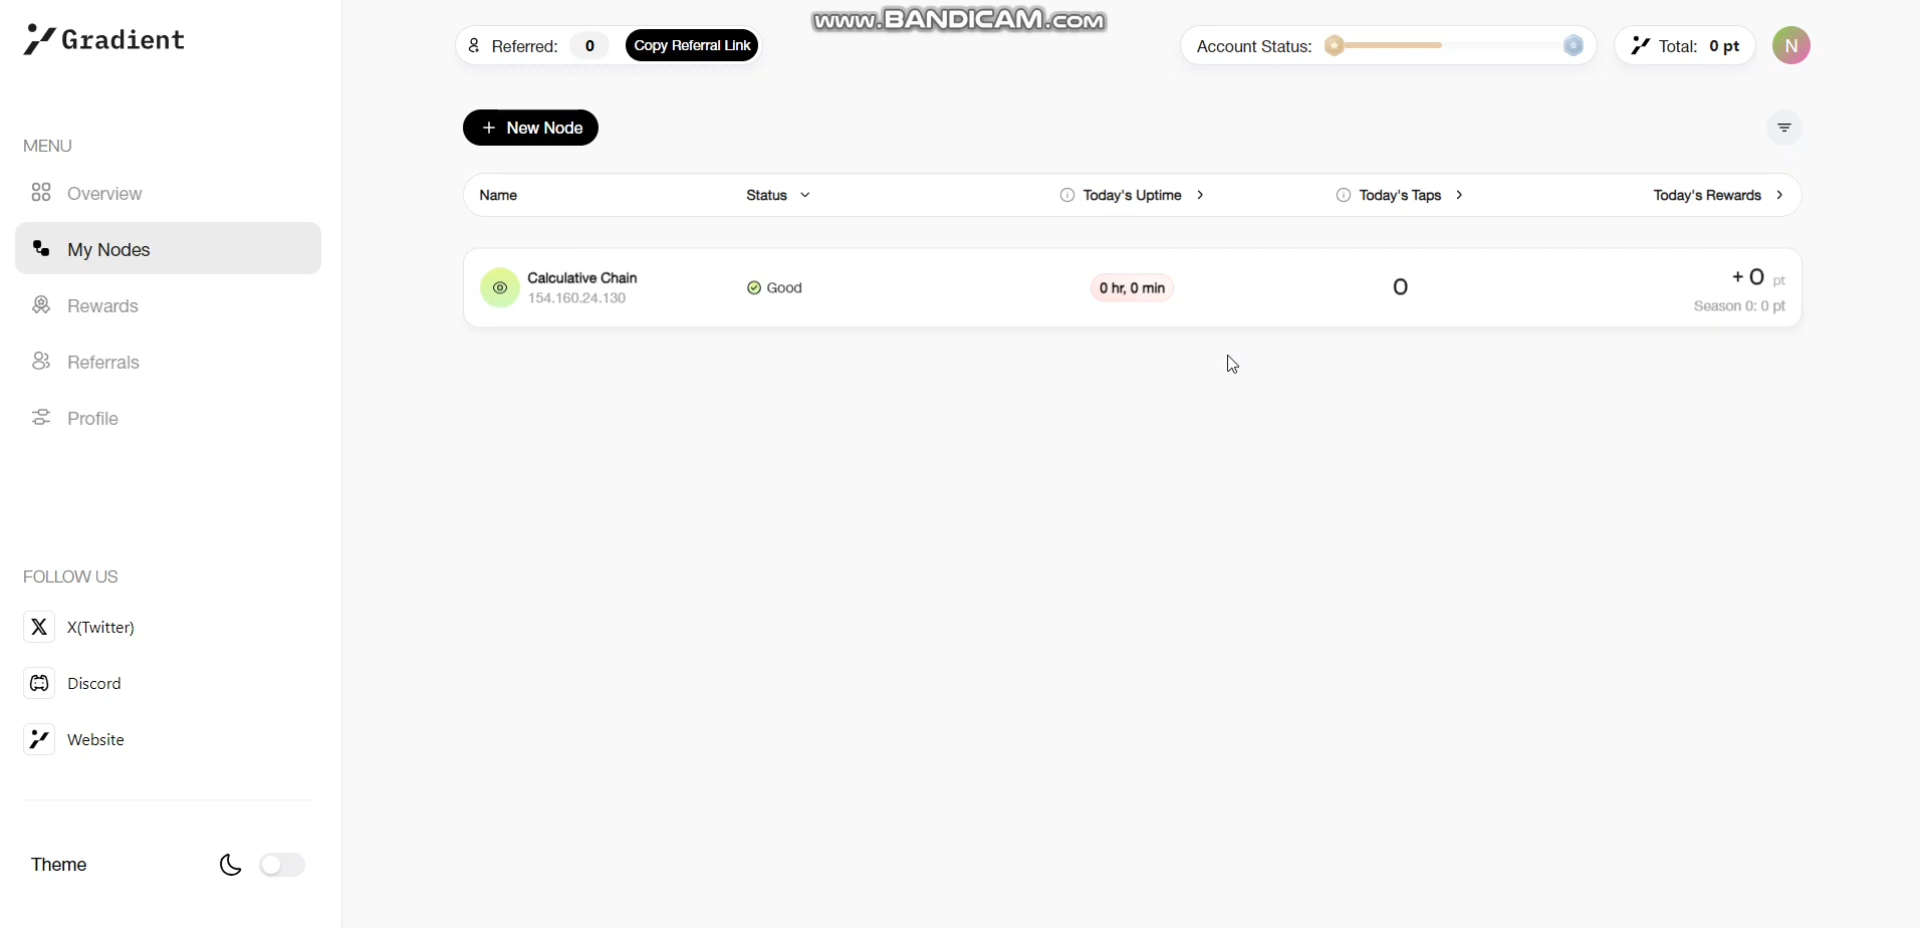 Gradient
Referred: 0 Copy Referral Link
www.BANDICAM.com
Account Status:
Total: 0 pt
N
MENU
Overview
My Nodes
Rewards
Referrals
Profile
FOLLOW US
X(Twitter)
Discord
Website
Theme
+ New Node
Name Status Today's Uptime Today's Taps Today's Rewards
Calculative Chain
154.160.24.130
Good
0 hr, 0 min
0
+ 0 pt
Season 0: 0 pt